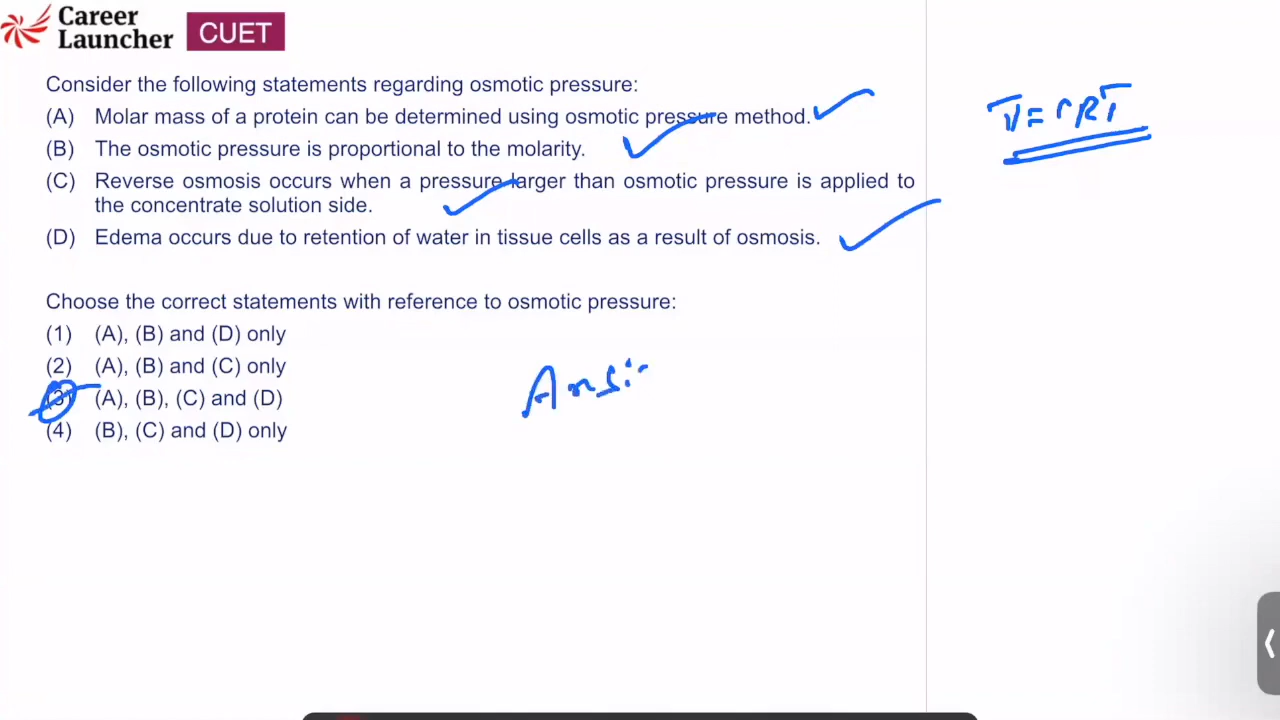 Career
Launcher
CUET
Consider the following statements regarding osmotic pressure:
(A) Molar mass of a protein can be determined using osmotic pressure method.
(B) The osmotic pressure is proportional to the molarity.
(C) Reverse osmosis occurs when a pressure larger than osmotic pressure is applied to
the concentrate solution side.
(D) Edema occurs due to retention of water in tissue cells as a result of osmosis.
Choose the correct statements with reference to osmotic pressure:
(1) (A), (B) and (D) only
(2) (A), (B) and (C) only
(3) (A), (B), (C) and (D)
(4) (B), (C) and (D) only
Ans: